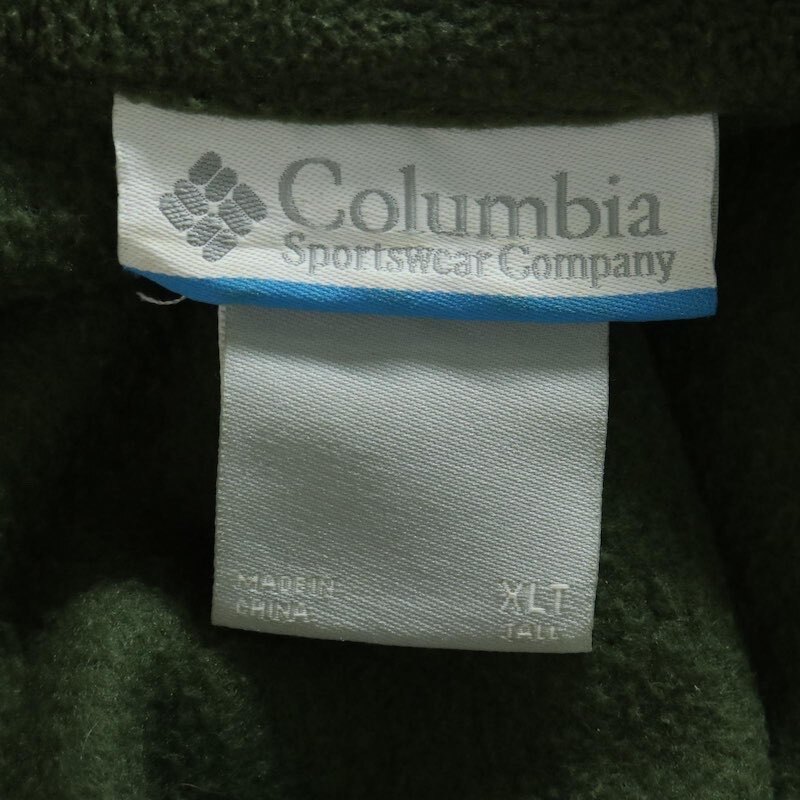 Columbia
Sportswear Company
MADE IN
CHINA
XLT
TALL